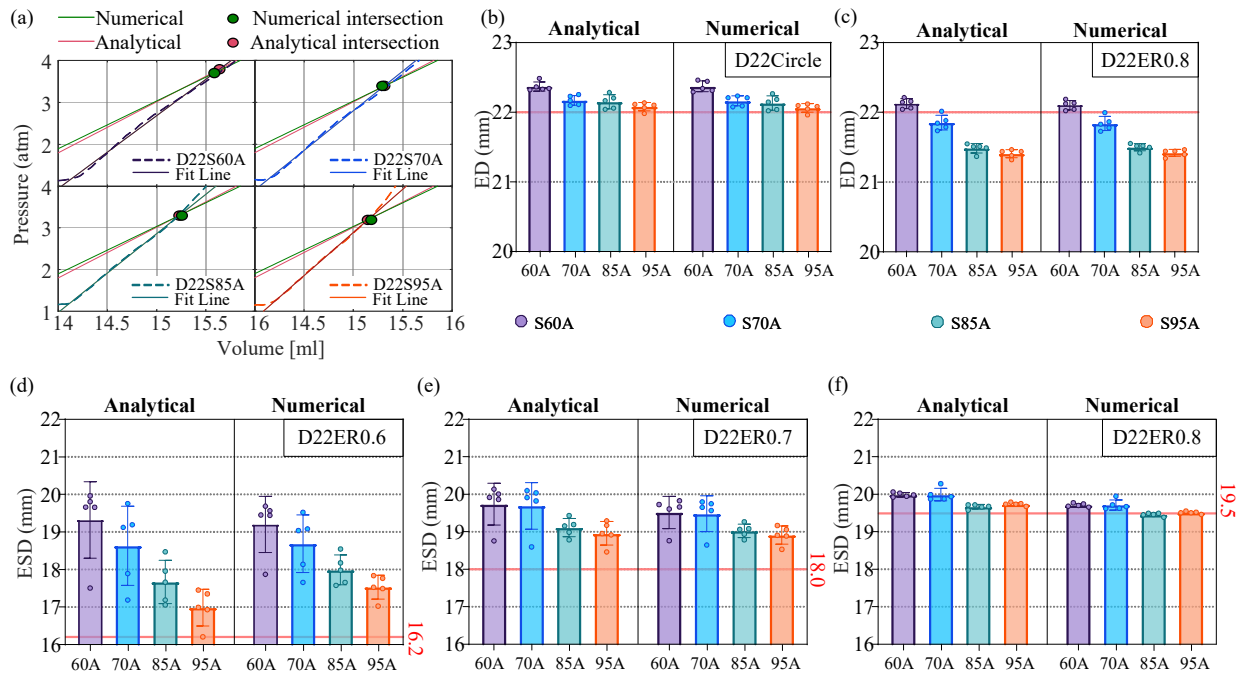 (a)
Numerical
Numerical intersection
Analytical
Analytical intersection
4
3
2
4
3
2
1
Pressure (atm)
D22S60A
Fit Line
D22S70A
Fit Line
D22S85A
Fit Line
D22S95A
Fit Line
14 14.5 15 15.5 16 14.5 15 15.5 16
Volume [ml]
(b)
Analytical Numerical
D22Circle
23
22
21
20
ED (mm)
60A 70A 85A 95A 60A 70A 85A 95A
(c)
Analytical Numerical
D22ER0.8
23
22
21
20
ED (mm)
60A 70A 85A 95A 60A 70A 85A 95A
S60A S70A S85A S95A
(d)
Analytical Numerical
D22ER0.6
22
21
20
19
18
17
16
ESD (mm)
16.2
60A 70A 85A 95A 60A 70A 85A 95A
(e)
Analytical Numerical
D22ER0.7
22
21
20
19
18
17
16
ESD (mm)
18.0
60A 70A 85A 95A 60A 70A 85A 95A
(f)
Analytical Numerical
D22ER0.8
22
21
20
19
18
17
16
ESD (mm)
19.5
60A 70A 85A 95A 60A 70A 85A 95A